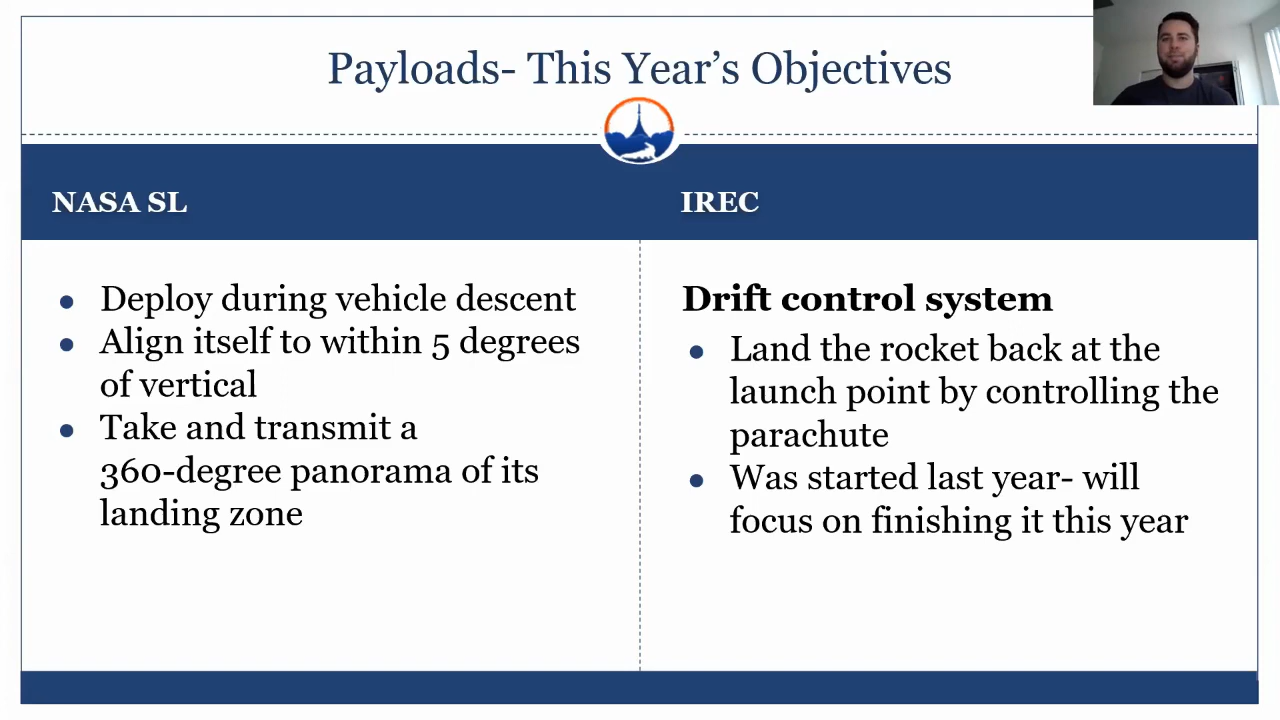 Payloads- This Year's Objectives
NASA SL
● Deploy during vehicle descent
● Align itself to within 5 degrees
of vertical
● Take and transmit a
360-degree panorama of its
landing zone
IREC
Drift control system
● Land the rocket back at the
launch point by controlling the
parachute
● Was started last year- will
focus on finishing it this year